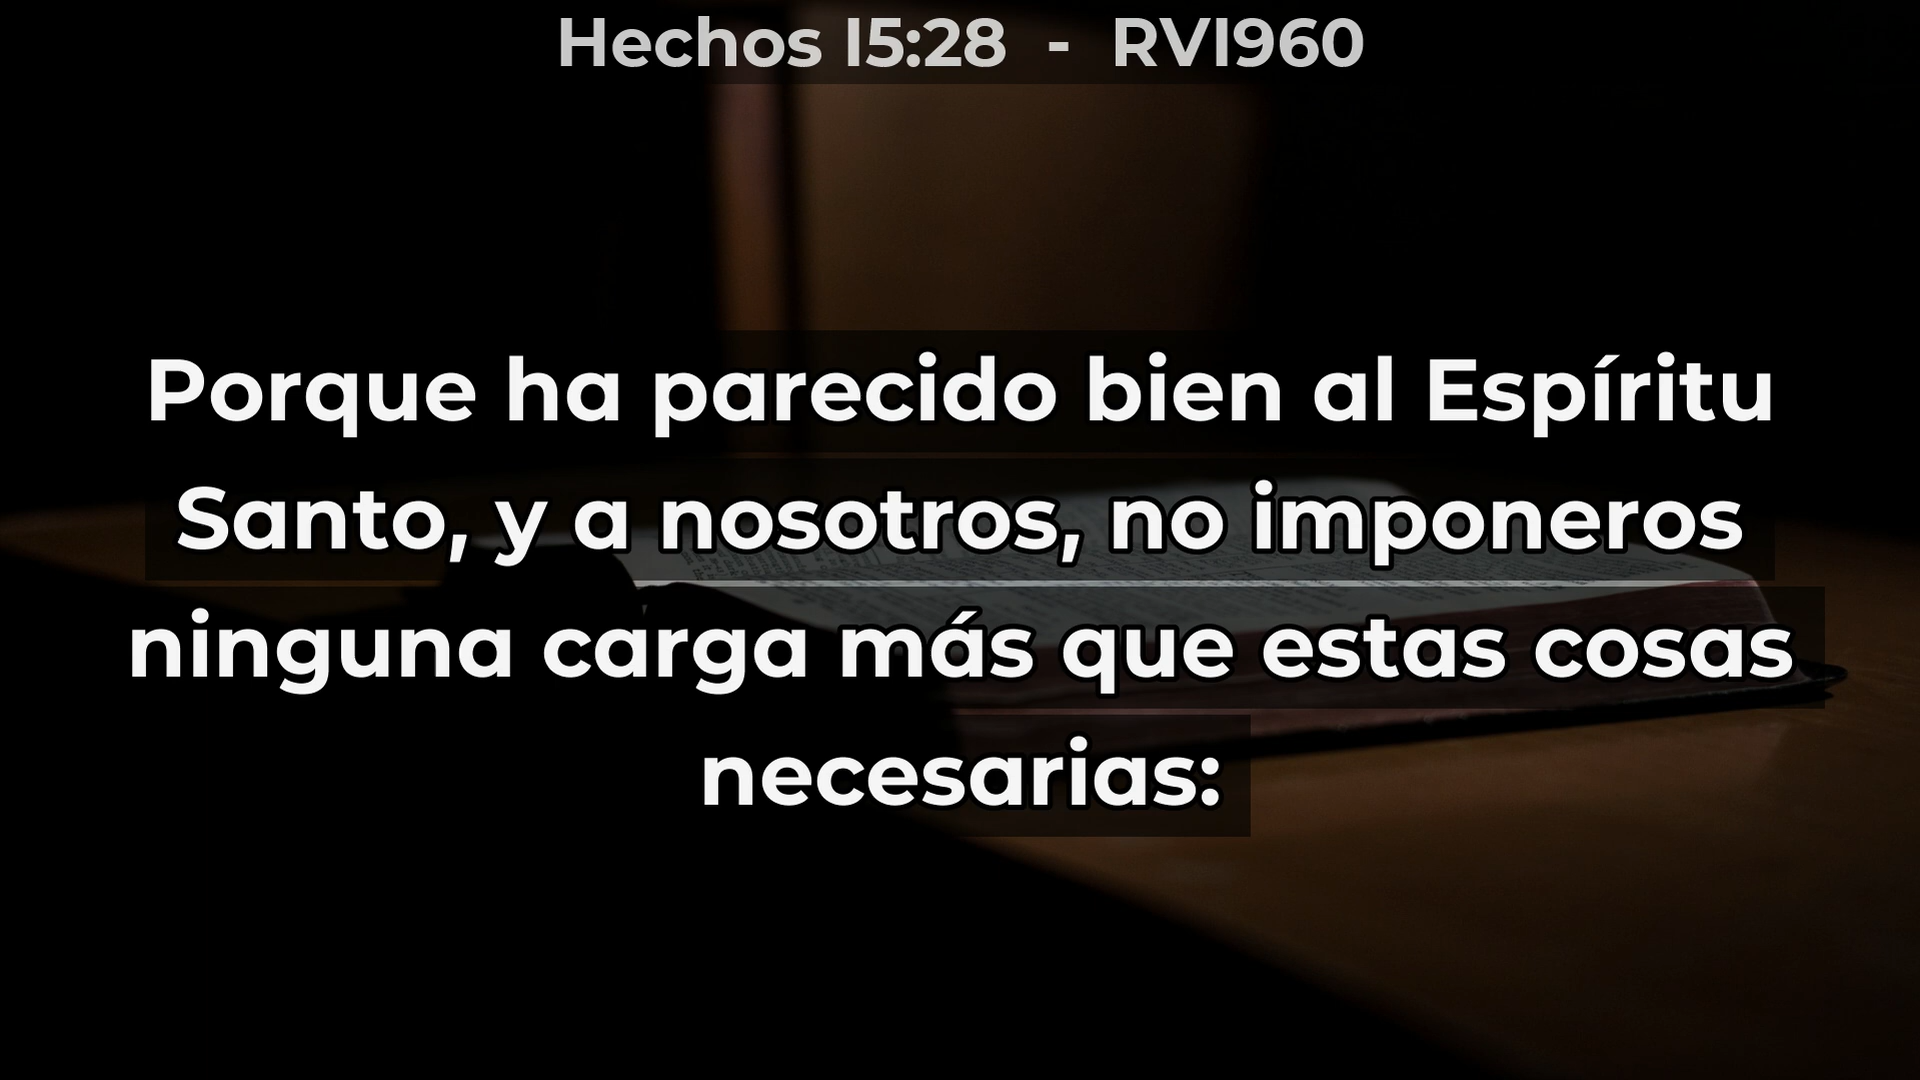 Hechos 15:28 - RV1960
Porque ha parecido bien al Espíritu
Santo, y a nosotros, no imponeros
ninguna carga más que estas cosas
necesarias: